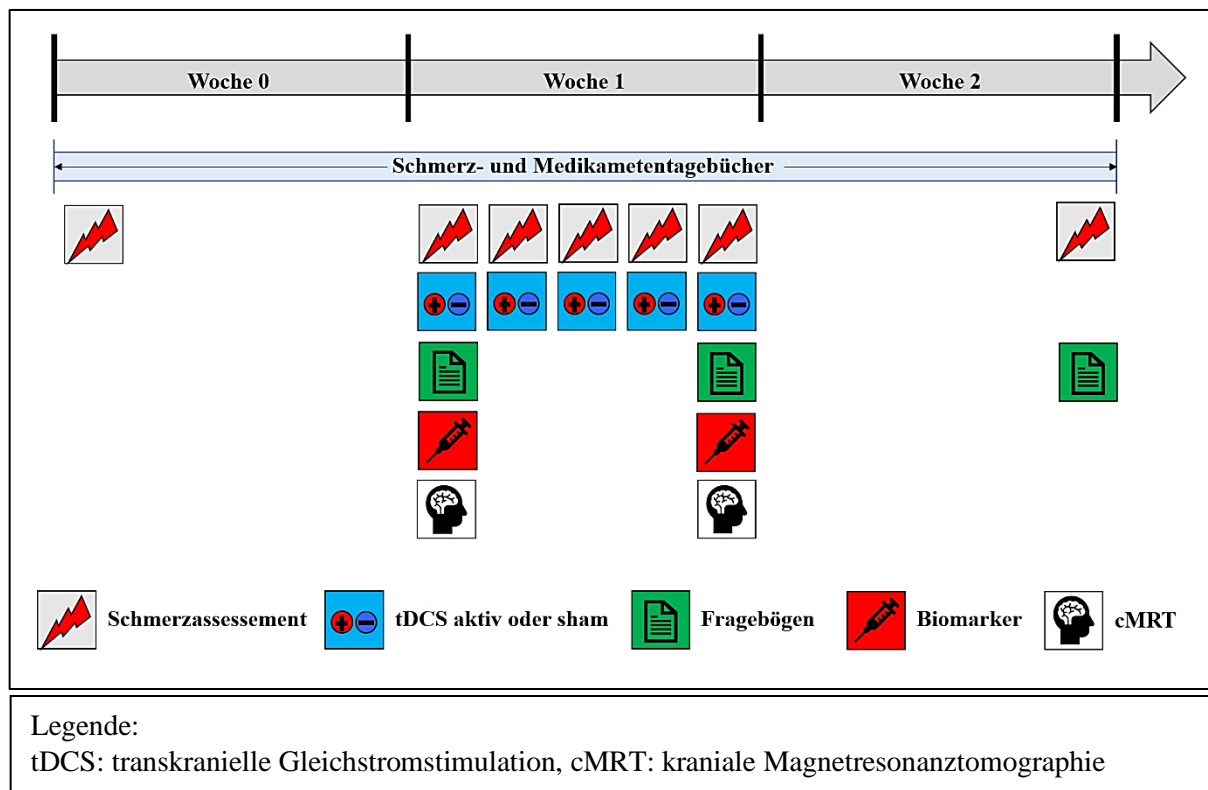 Woche 0
Woche 1
Woche 2
Schmerz- und Medikametentagebücher
Schmerzassessement
tDCS aktiv oder sham
Fragebögen
Biomarker
cMRT
Legende:
tDCS: transkranielle Gleichstromstimulation, cMRT: kraniale Magnetresonanztomographie